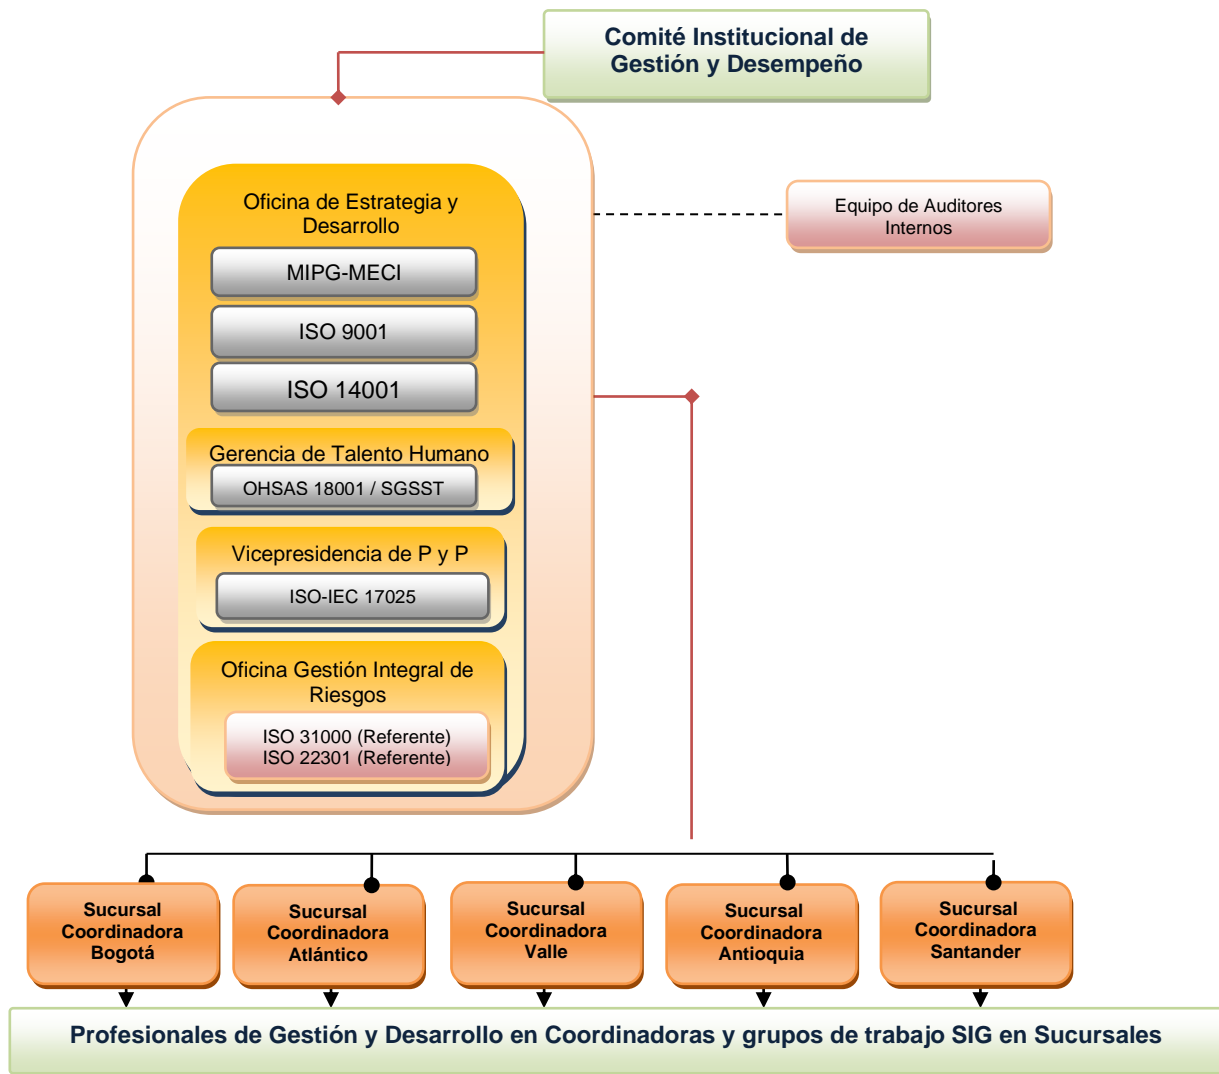 Comité Institucional de
Gestión y Desempeño
Oficina de Estrategia y
Desarrollo
MIPG-MECI
ISO 9001
ISO 14001
Equipo de Auditores
Internos
Gerencia de Talento Humano
OHSAS 18001 / SGSST
Vicepresidencia de P y P
ISO-IEC 17025
Oficina Gestión Integral de
Riesgos
ISO 31000 (Referente)
ISO 22301 (Referente)
Sucursal
Coordinadora
Bogotá
Sucursal
Coordinadora
Atlántico
Sucursal
Coordinadora
Valle
Sucursal
Coordinadora
Antioquia
Sucursal
Coordinadora
Santander
Profesionales de Gestión y Desarrollo en Coordinadoras y grupos de trabajo SIG en Sucursales